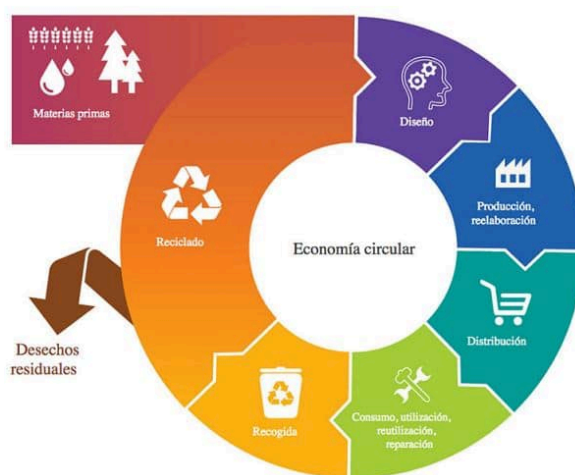 Materias primas
Diseño
Producción,
reelaboración
Distribución
Consumo, utilización,
reutilización,
reparación
Recogida
Reciclado
Desechos
residuales
Economía circular